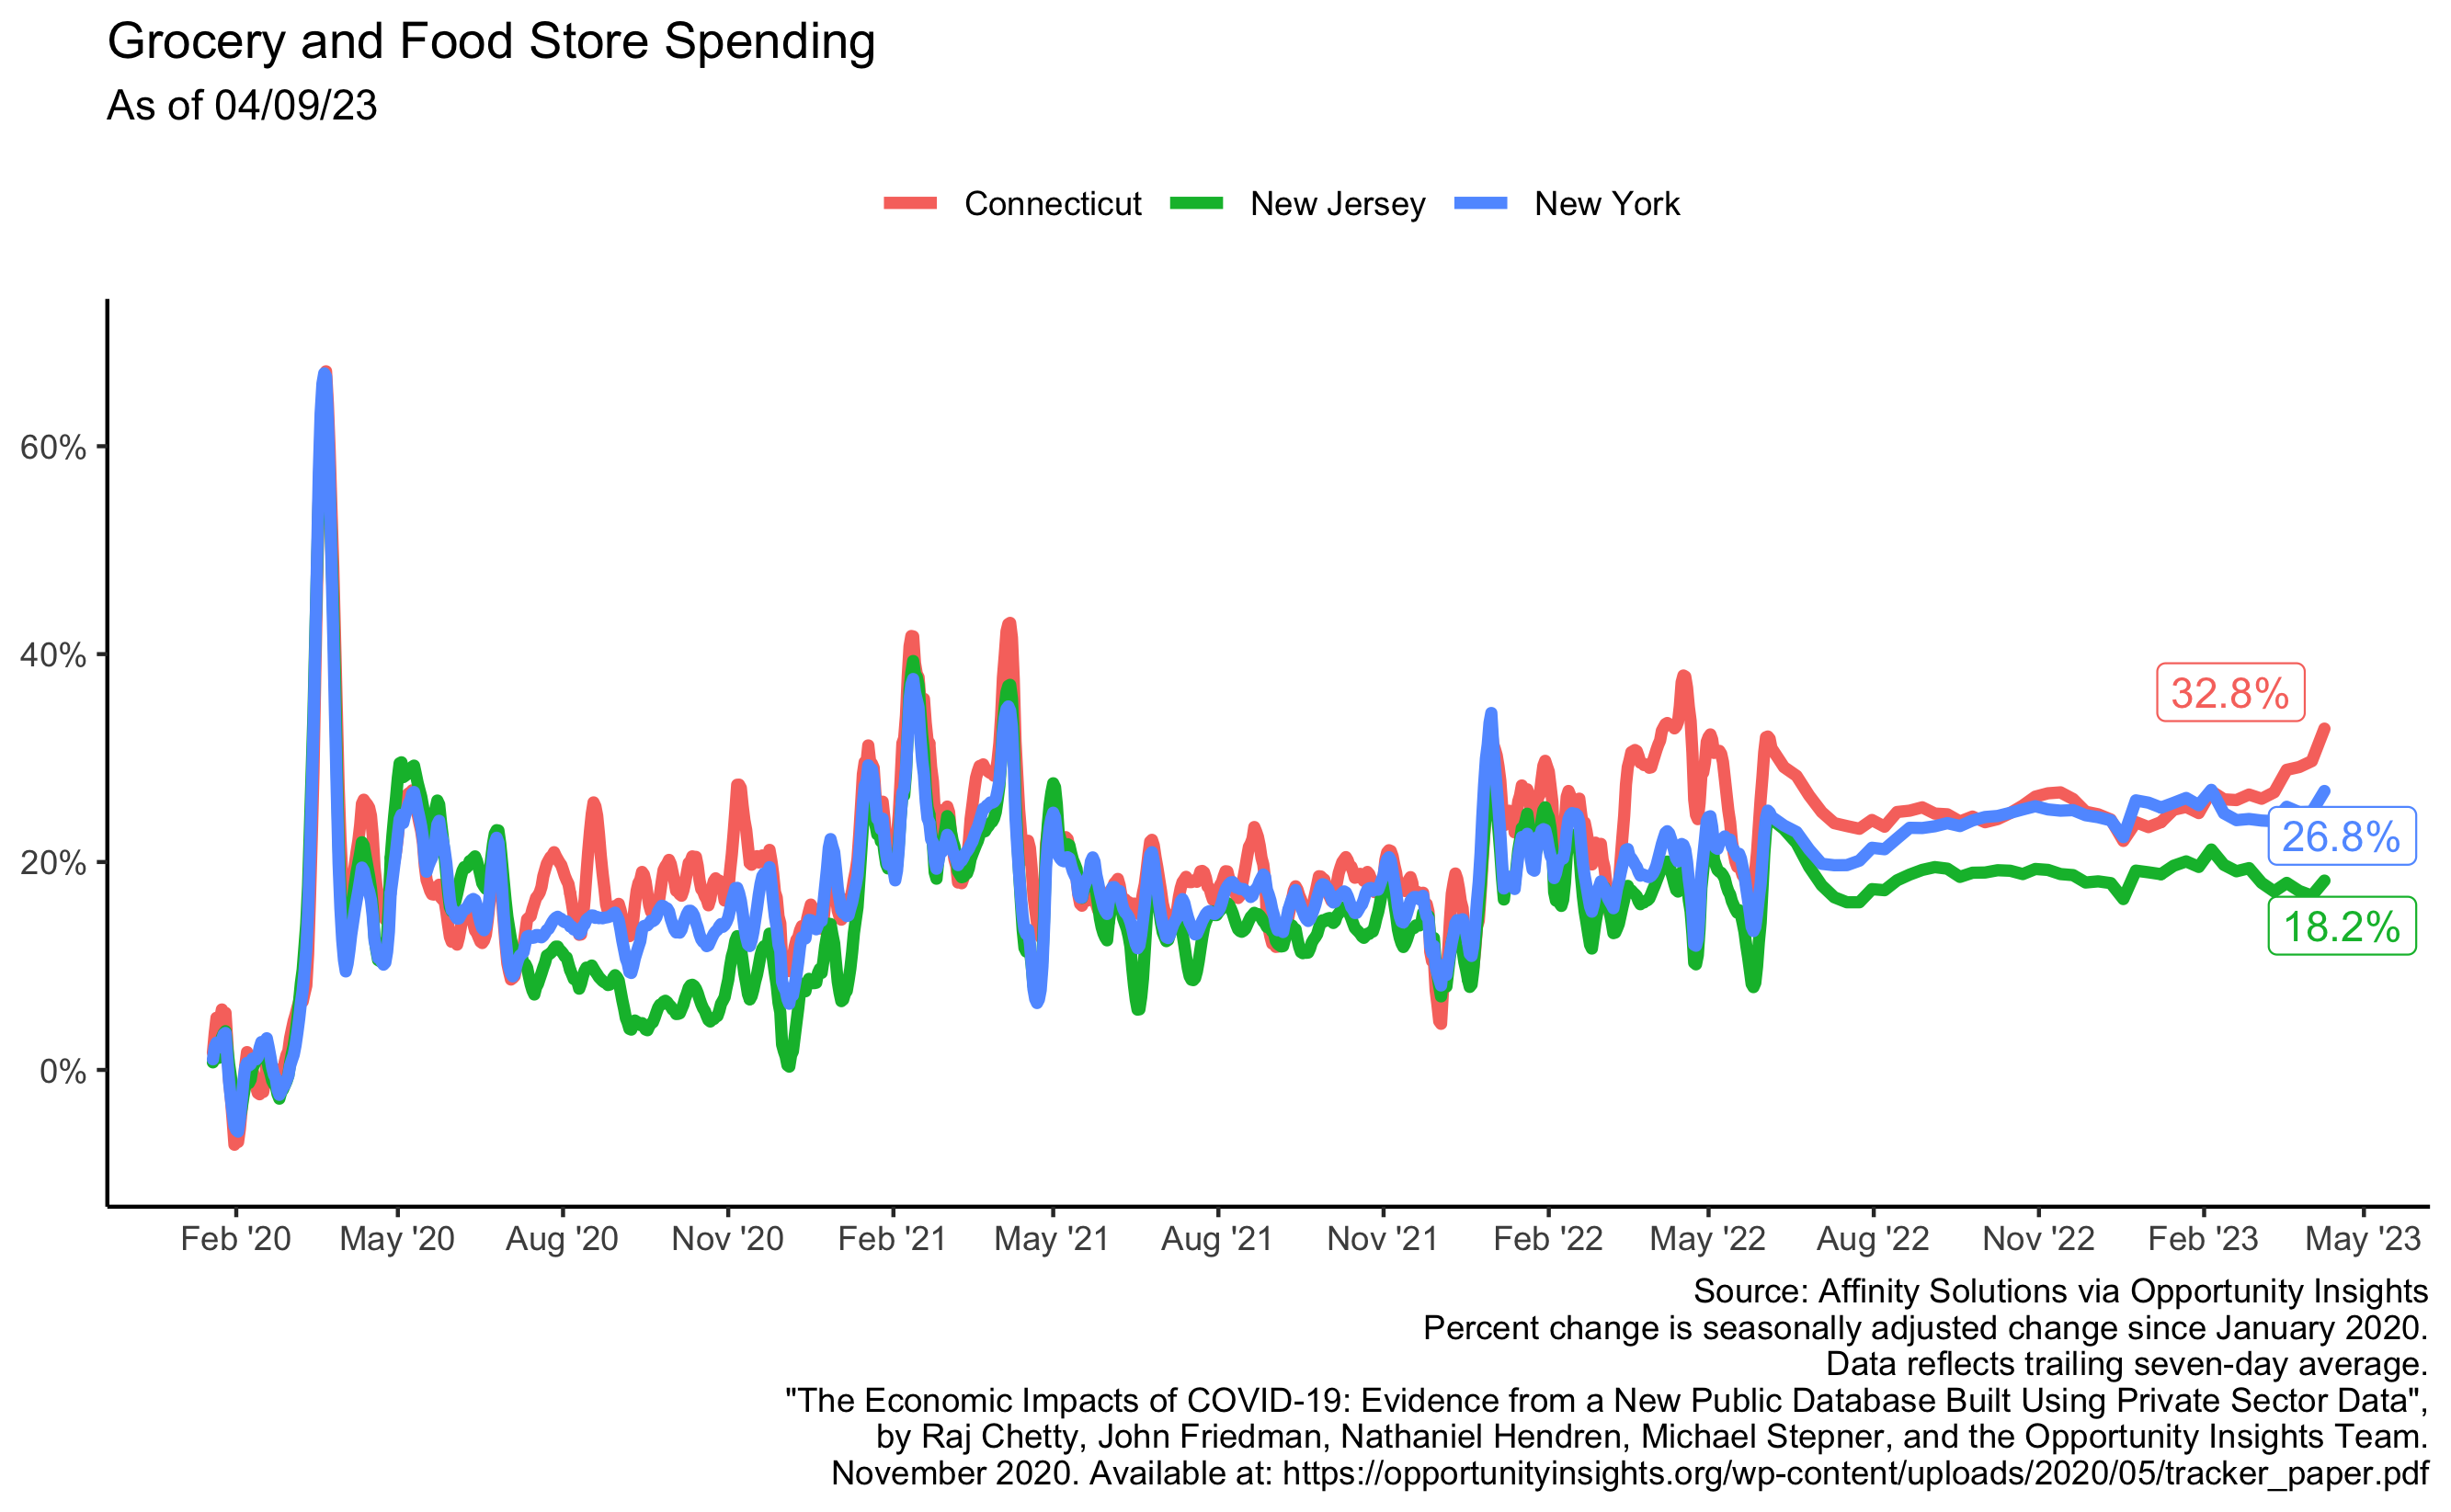 Grocery and Food Store Spending
As of 04/09/23
Connecticut New Jersey New York
60%
40%
20%
0%
32.8%
26.8%
18.2%
Feb '20 May '20 Aug '20 Nov '20 Feb '21 May '21 Aug '21 Nov '21 Feb '22 May '22 Aug '22 Nov '22 Feb '23 May '23
Source: Affinity Solutions via Opportunity Insights
Percent change is seasonally adjusted change since January 2020.
Data reflects trailing seven-day average.
"The Economic Impacts of COVID-19: Evidence from a New Public Database Built Using Private Sector Data",
by Raj Chetty, John Friedman, Nathaniel Hendren, Michael Stepner, and the Opportunity Insights Team.
November 2020. Available at: https://opportunityinsights.org/wp-content/uploads/2020/05/tracker_paper.pdf